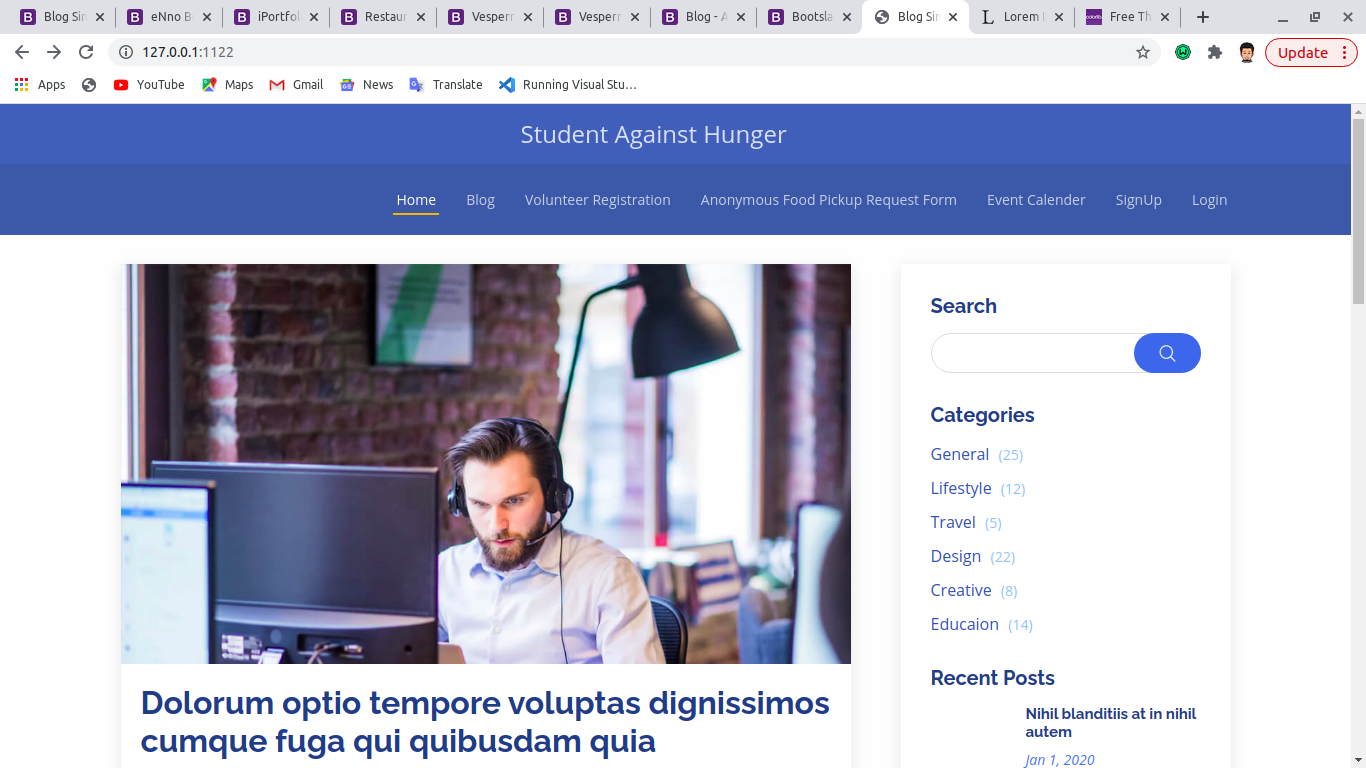 Blog Sin
eNno B
iPortfol
Restaur
Vesperr
Vesperr
Blog - A
Bootsla
Blog Sin
Lorem I
Free Th
127.0.0.1:1122
Update
Apps
YouTube
Maps
Gmail
News
Translate
Running Visual Stu…
Student Against Hunger
Home
Blog
Volunteer Registration
Anonymous Food Pickup Request Form
Event Calender
SignUp
Login
Search
Categories
General (25)
Lifestyle (12)
Travel (5)
Design (22)
Creative (8)
Educaion (14)
Recent Posts
Nihil blanditiis at in nihil
autem
Jan 1, 2020
Dolorum optio tempore voluptas dignissimos
cumque fuga qui quibusdam quia